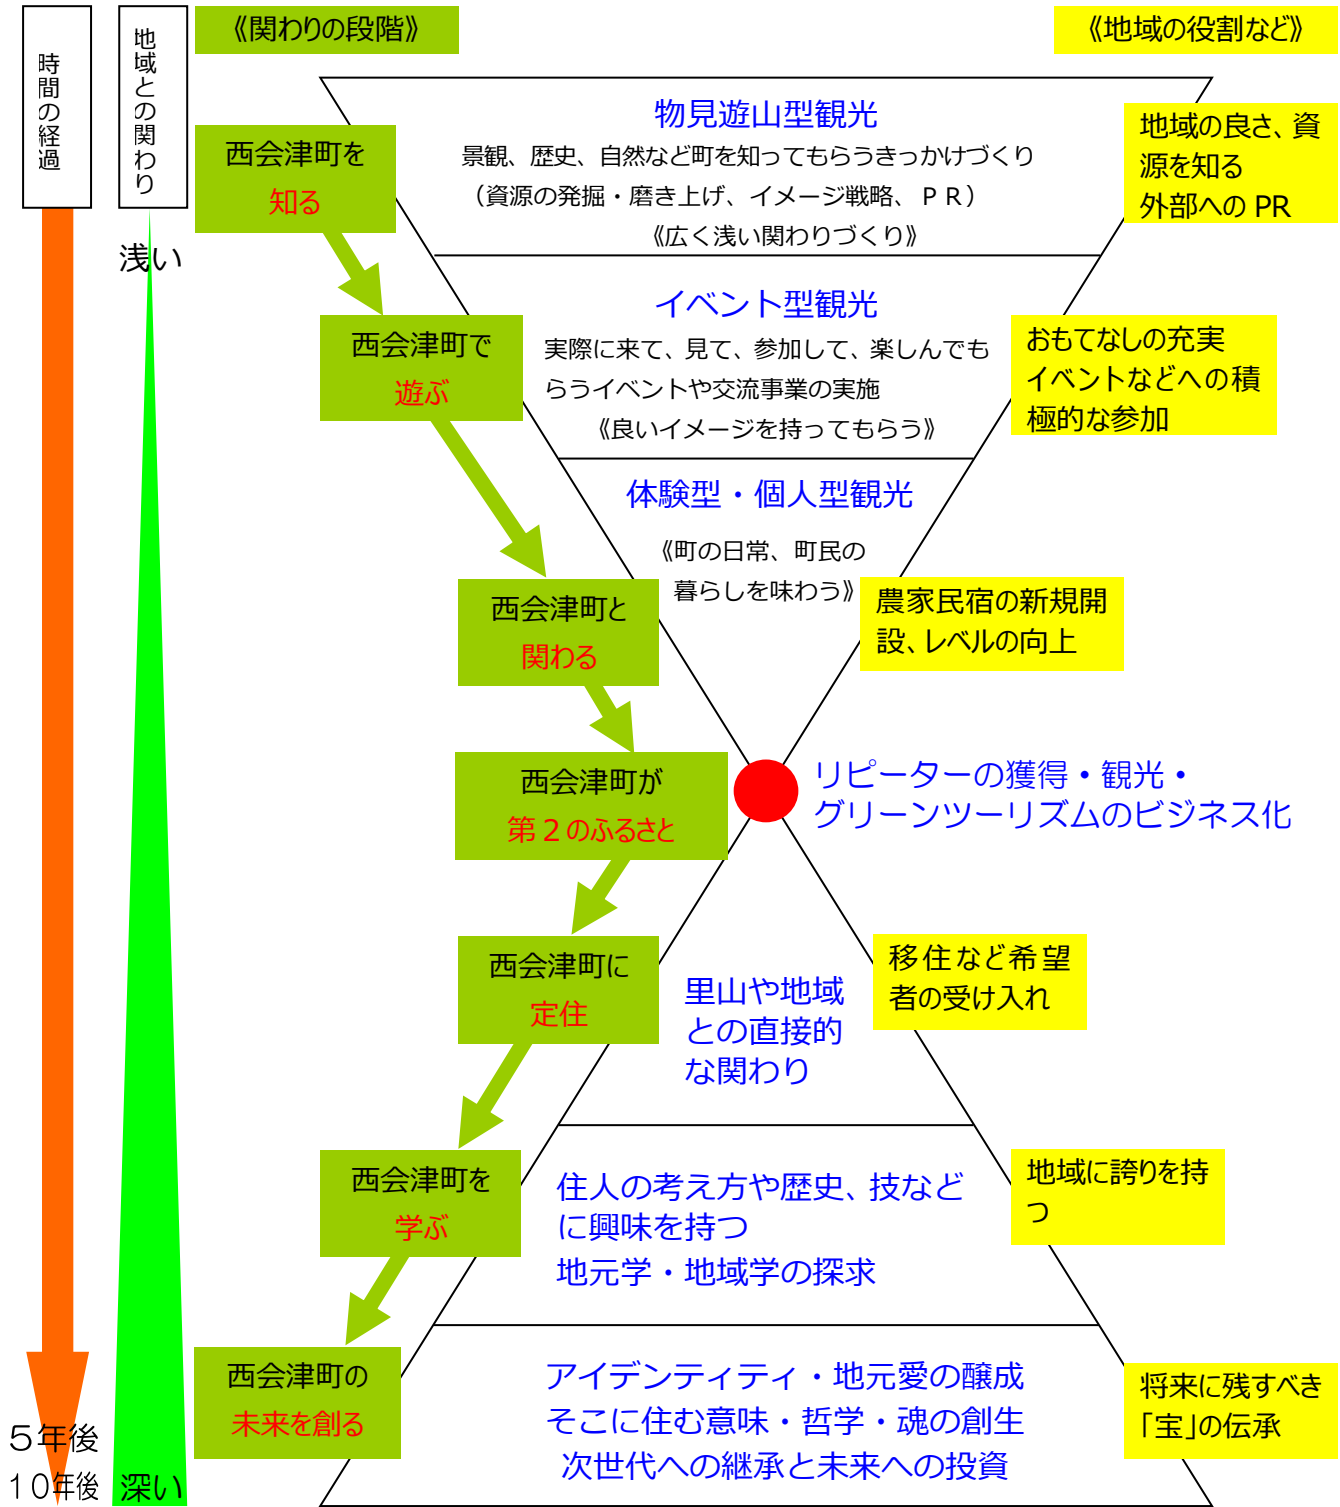 時間の経過
地域との関わり
《関わりの段階》
《地域の役割など》
浅い
西会津町を
知る
物見遊山型観光
景観、歴史、自然など町を知ってもらうきっかけづくり
（資源の発掘・磨き上げ、イメージ戦略、ＰＲ）
《広く浅い関わりづくり》
地域の良さ、資
源を知る
外部への PR
西会津町で
遊ぶ
イベント型観光
実際に来て、見て、参加して、楽しんでも
らうイベントや交流事業の実施
《良いイメージを持ってもらう》
おもてなしの充実
イベントなどへの積
極的な参加
西会津町と
関わる
体験型・個人型観光
《町の日常、町民の
暮らしを味わう》
農家民宿の新規開
設、レベルの向上
西会津町が
第２のふるさと
リピーターの獲得・観光・
グリーンツーリズムのビジネス化
西会津町に
定住
里山や地域
との直接的
な関わり
移住など希望
者の受け入れ
西会津町を
学ぶ
住人の考え方や歴史、技など
に興味を持つ
地元学・地域学の探求
地域に誇りを持
つ
西会津町の
未来を創る
アイデンティティ・地元愛の醸成
そこに住む意味・哲学・魂の創生
次世代への継承と未来への投資
将来に残すべき
「宝」の伝承
５年後
１０年後
深い